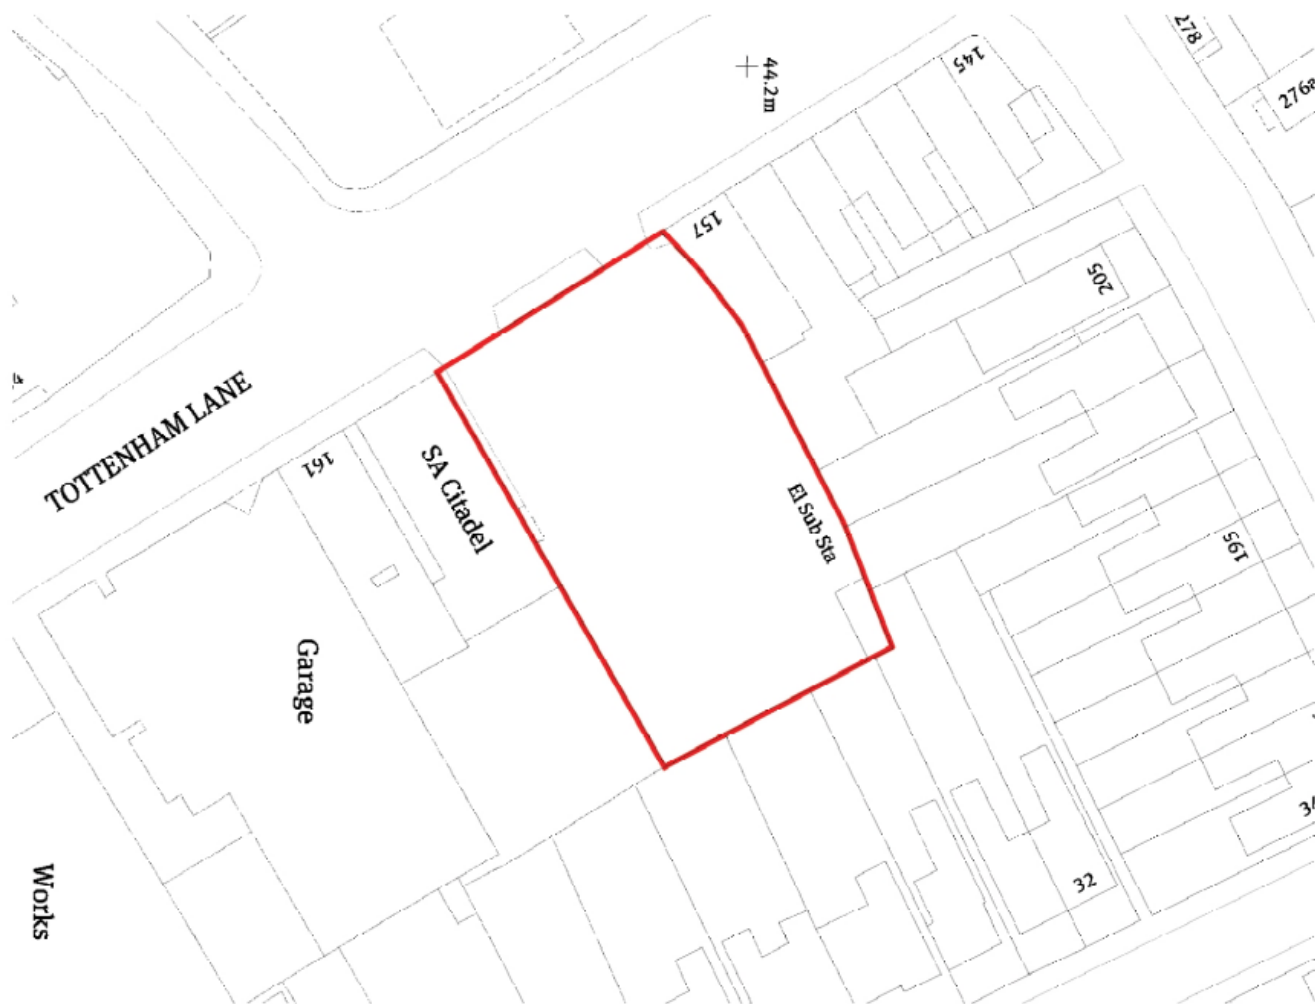 278
276a
145
44.2m
157
205
TOTTENHAM LANE
161
SA Citadel
El Sub Sta
195
Garage
32
Works